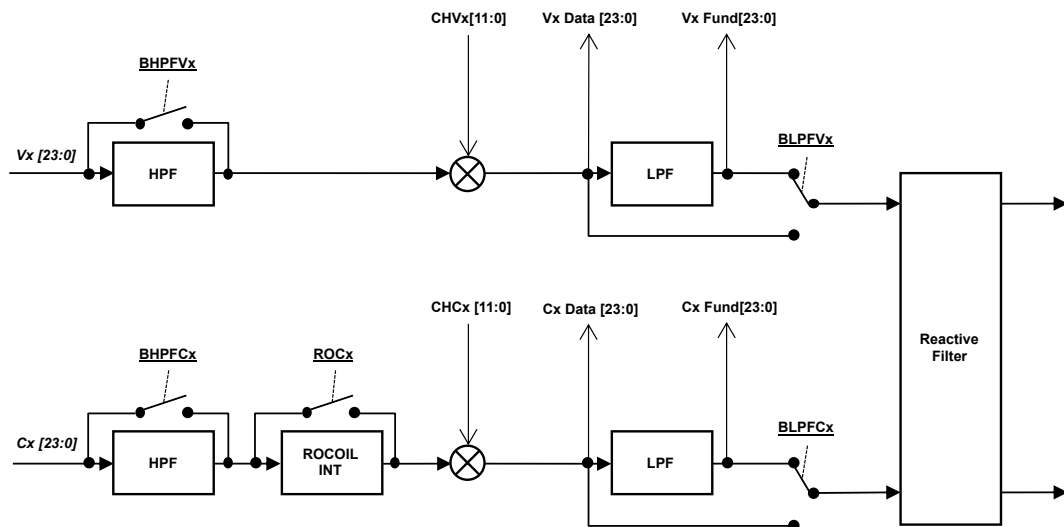 CHVx[11:0]
Vx Data [23:0]
Vx Fund[23:0]
BHPFVx
BLPFVx
Vx [23:0]
HPF
LPF
CHCx [11:0]
Cx Data [23:0]
Cx Fund[23:0]
Reactive
Filter
BHPFCx
ROCx
BLPFCx
Cx [23:0]
HPF
ROCOIL
INT
LPF